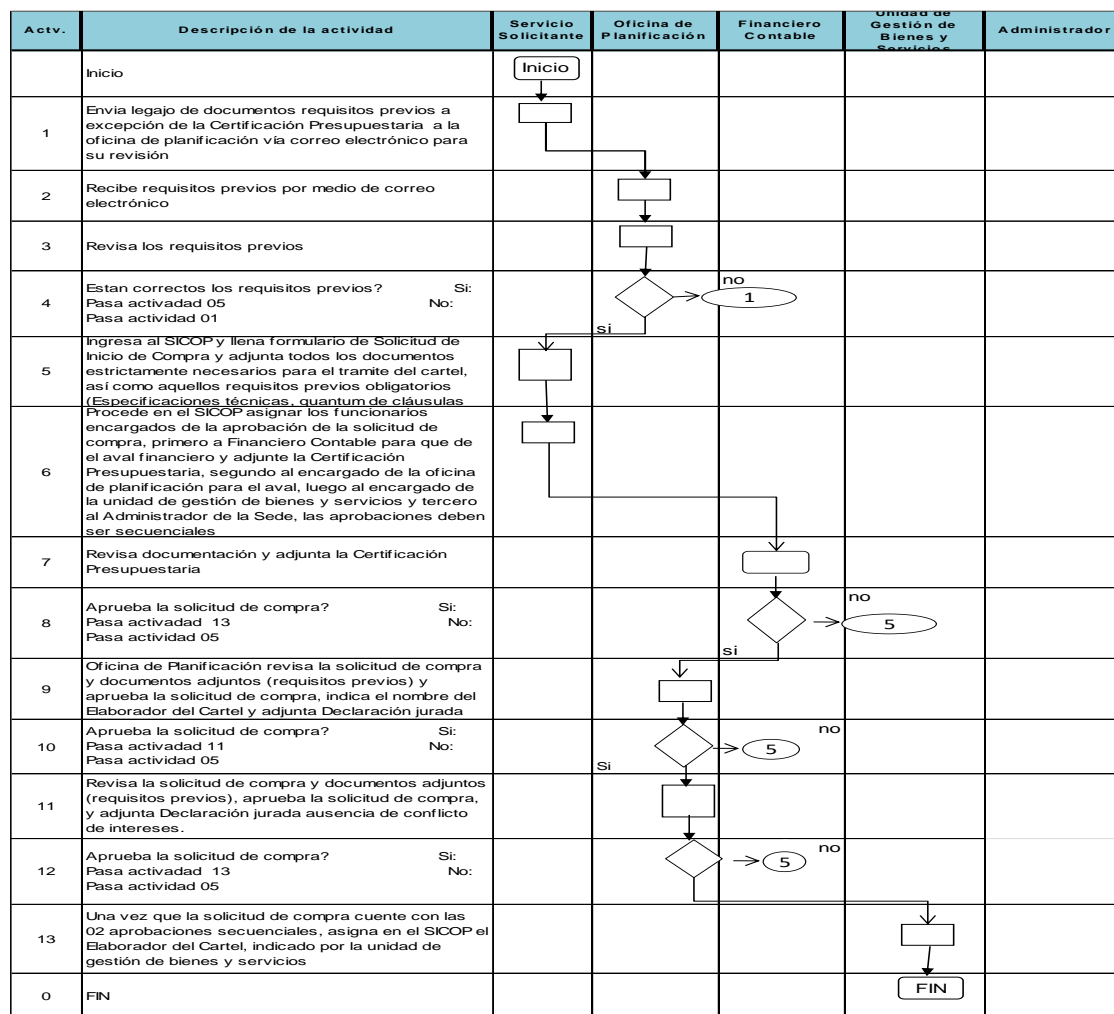 Actv.
Descripción de la actividad
Servicio
Solicitante
Oficina de
Planificación
Financiero
Contable
Unidad de
Gestión de
Bienes y
Servicios
Administrador
Inicio
Inicio
1
Envia legajo de documentos requisitos previos a
excepción de la Certificación Presupuestaria a la
oficina de planificación vía correo electrónico para
su revisión
2
Recibe requisitos previos por medio de correo
electrónico
3
Revisa los requisitos previos
4
Estan correctos los requisitos previos? Si:
Pasa activadad 05 No:
Pasa actividad 01
no
1
si
5
Ingresa al SICOP y llena formulario de Solicitud de
Inicio de Compra y adjunta todos los documentos
estrictamente necesarios para el tramite del cartel,
así como aquellos requisitos previos obligatorios
(Especificaciones técnicas, quantum de cláusulas
6
Procede en el SICOP asignar los funcionarios
encargados de la aprobación de la solicitud de
compra, primero a Financiero Contable para que de
el aval financiero y adjunte la Certificación
Presupuestaria, segundo al encargado de la oficina
de planificación para el aval, luego al encargado de
la unidad de gestión de bienes y servicios y tercero
al Administrador de la Sede, las aprobaciones deben
ser secuenciales
7
Revisa documentación y adjunta la Certificación
Presupuestaria
8
Aprueba la solicitud de compra? Si:
Pasa activadad 13 No:
Pasa actividad 05
no
5
si
9
Oficina de Planificación revisa la solicitud de compra
y documentos adjuntos (requisitos previos) y
aprueba la solicitud de compra, indica el nombre del
Elaborador del Cartel y adjunta Declaración jurada
10
Aprueba la solicitud de compra? Si:
Pasa activadad 11 No:
Pasa actividad 05
no
5
Si
11
Revisa la solicitud de compra y documentos adjuntos
(requisitos previos), aprueba la solicitud de compra,
y adjunta Declaración jurada ausencia de conflicto
de intereses.
12
Aprueba la solicitud de compra? Si:
Pasa activadad 13 No:
Pasa actividad 05
no
5
13
Una vez que la solicitud de compra cuente con las
02 aprobaciones secuenciales, asigna en el SICOP el
Elaborador del Cartel, indicado por la unidad de
gestión de bienes y servicios
0
FIN
FIN